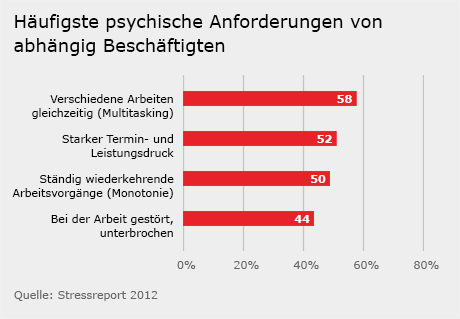 Häufigste psychische Anforderungen von
abhängig Beschäftigten
Verschiedene Arbeiten
gleichzeitig (Multitasking)
58
Starker Termin- und
Leistungsdruck
52
Ständig wiederkehrende
Arbeitsvorgänge (Monotonie)
50
Bei der Arbeit gestört,
unterbrochen
44
0% 20% 40% 60% 80%
Quelle: Stressreport 2012